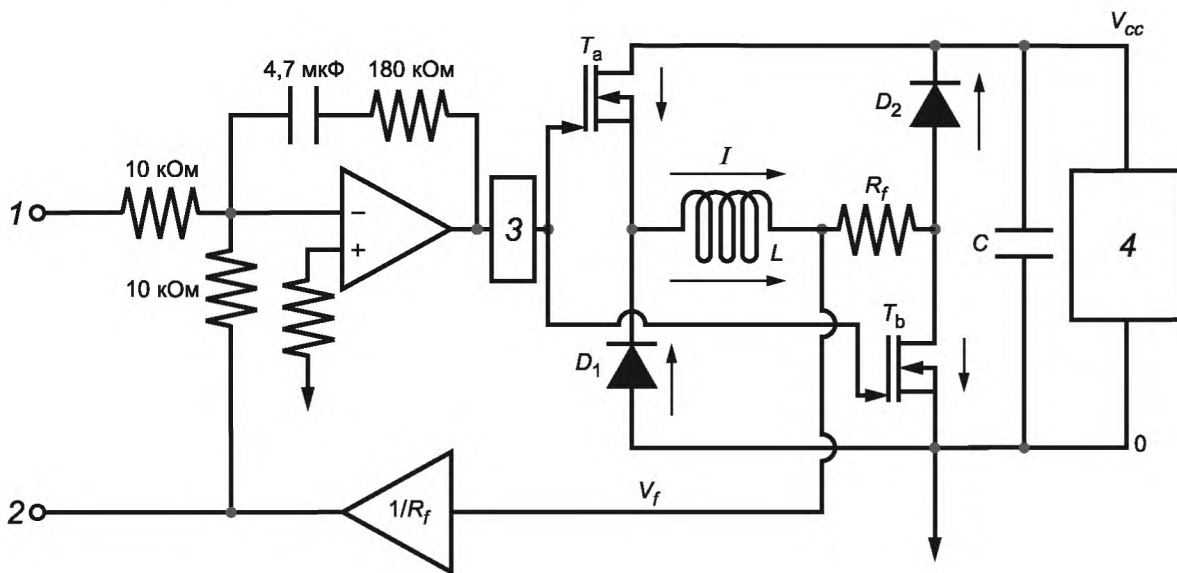 V_cc
T_a
4,7 мкФ
180 кОм
D_2
10 кОм
I
R_f
1
−
3
L
C
4
+
10 кОм
T_b
D_1
0
V_f
2
1/R_f